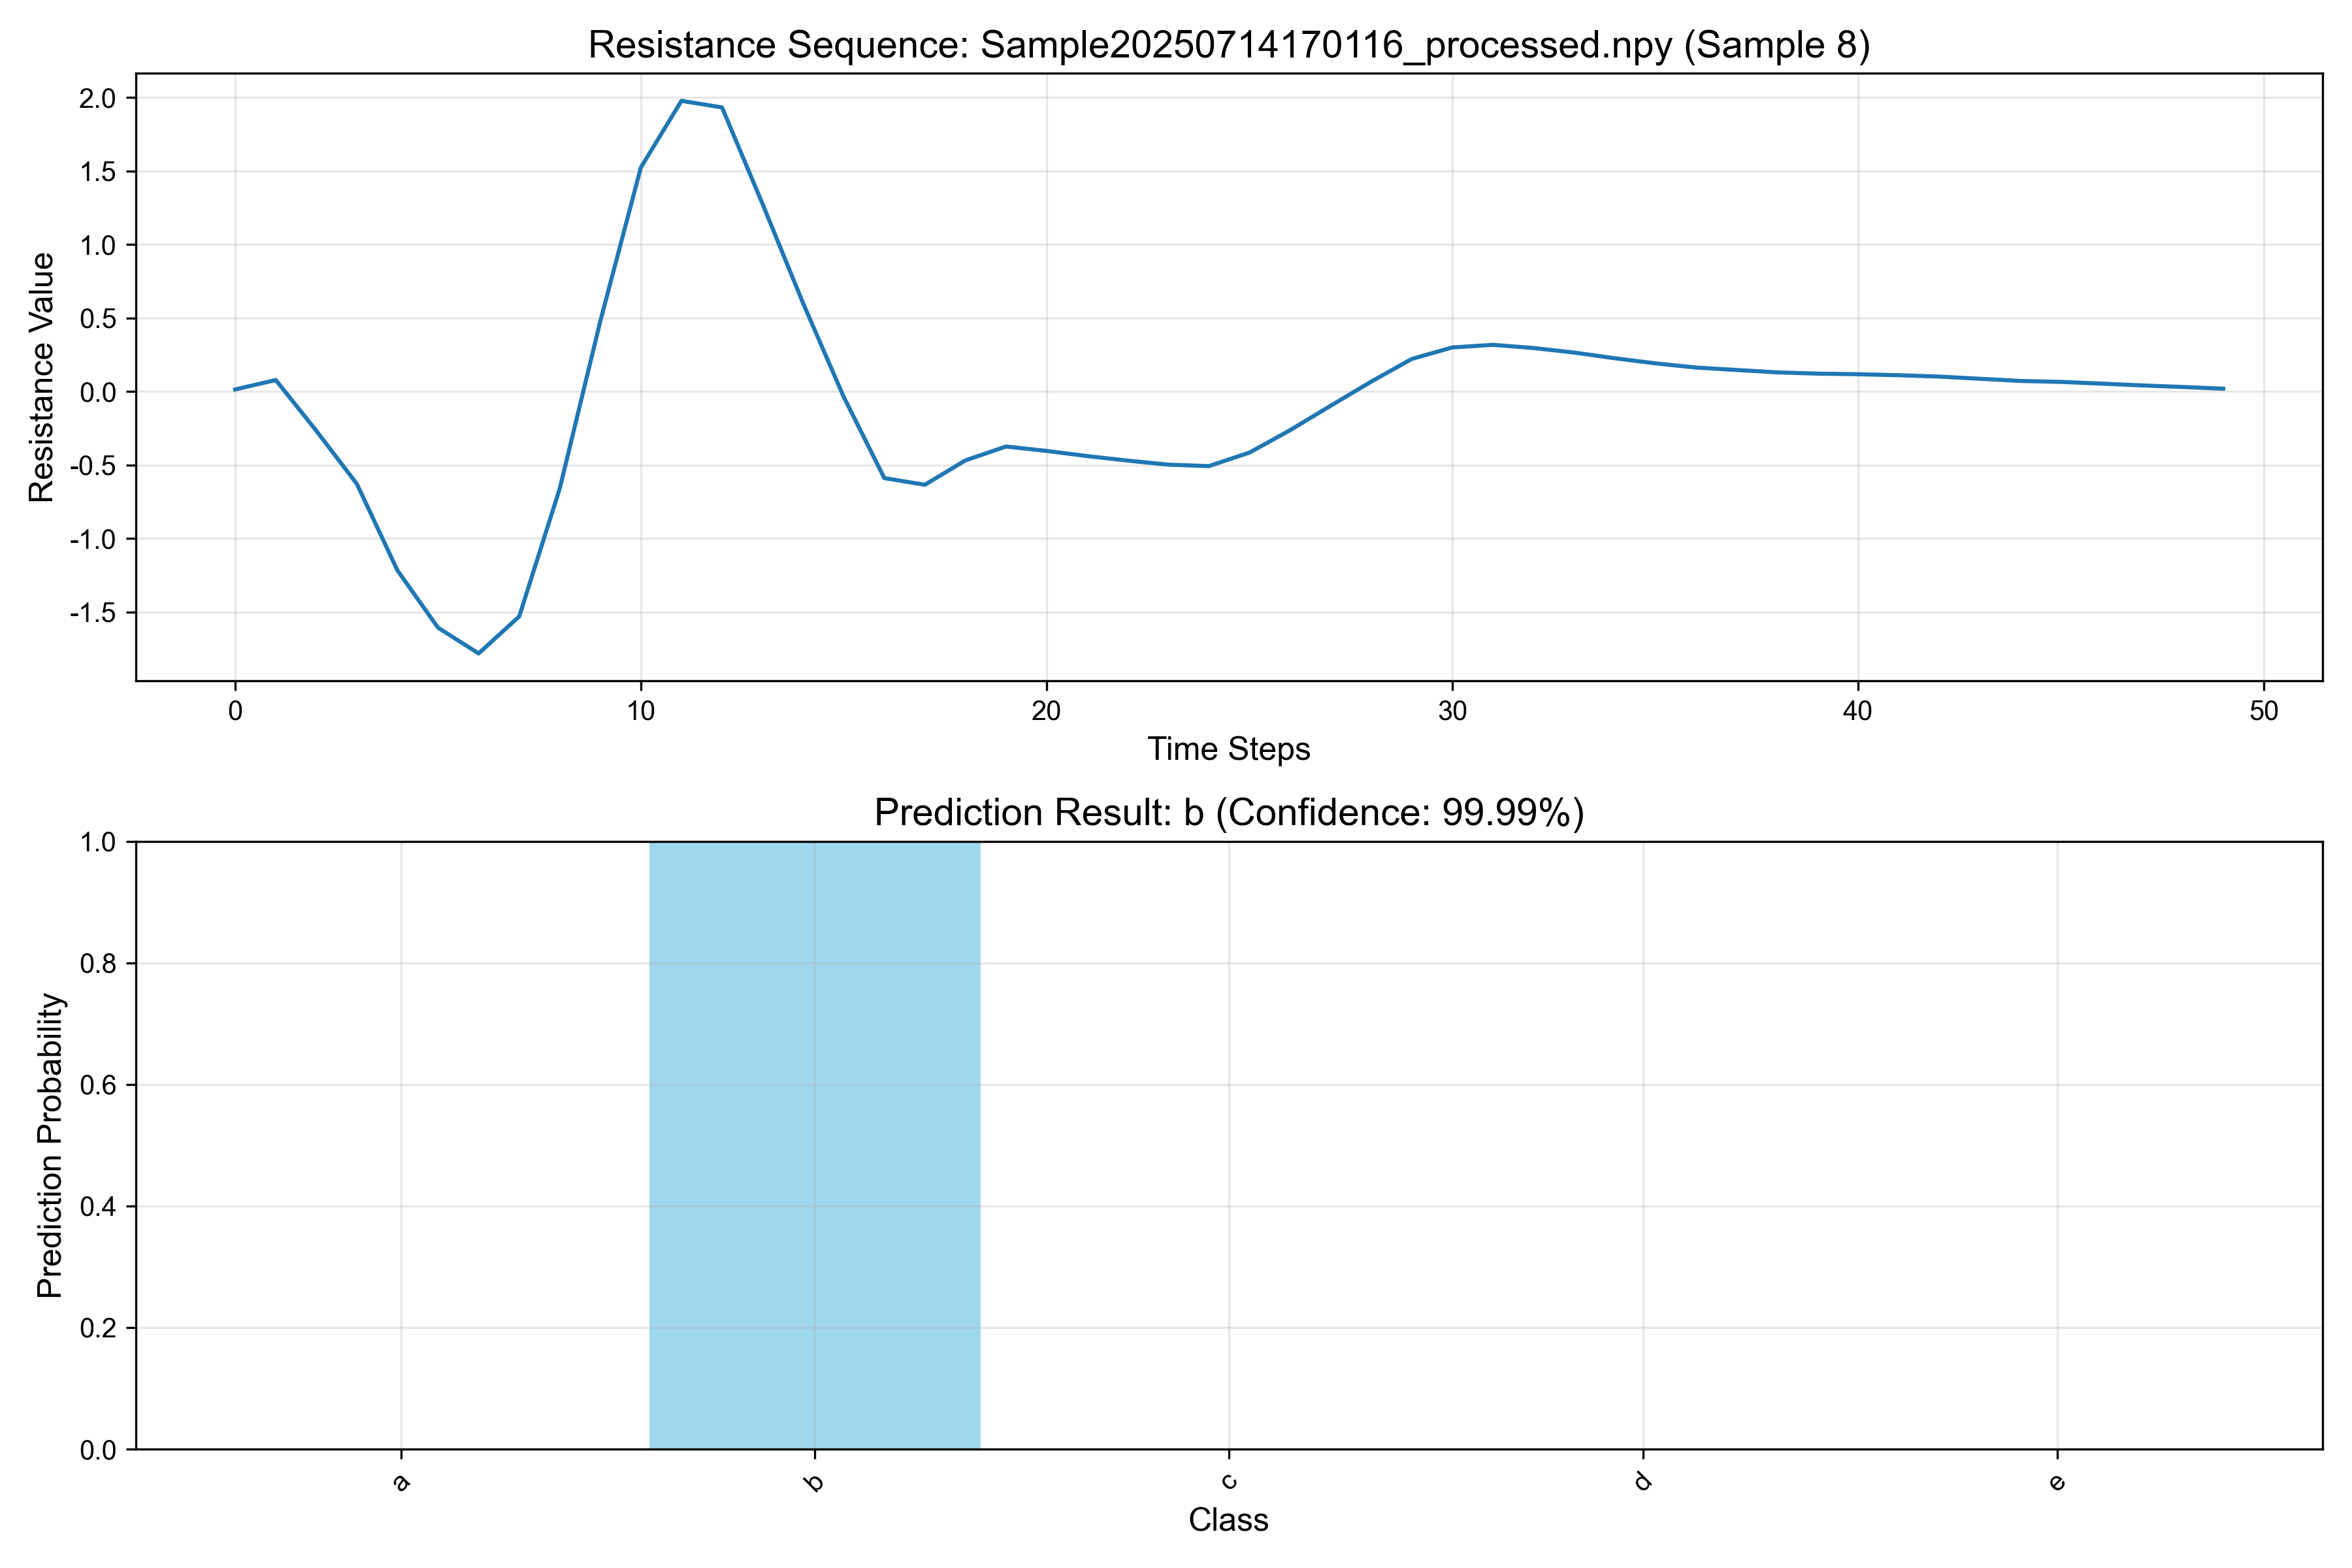 Resistance Sequence: Sample20250714170116_processed.npy (Sample 8)
Resistance Value
2.0
1.5
1.0
0.5
0.0
-0.5
-1.0
-1.5
0 10 20 30 40 50
Time Steps
Prediction Result: b (Confidence: 99.99%)
Prediction Probability
1.0
0.8
0.6
0.4
0.2
0.0
a b c d e
Class